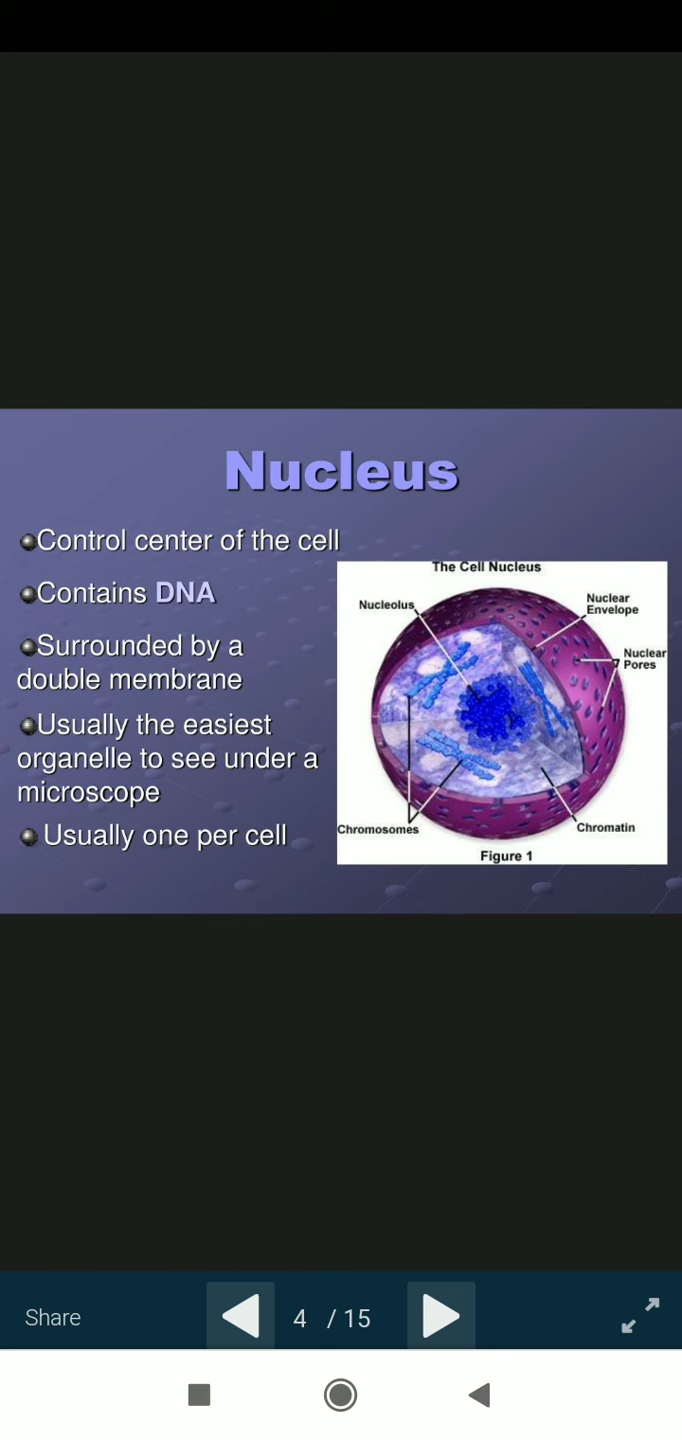 Nucleus
Control center of the cell
Contains DNA
Surrounded by a
double membrane
Usually the easiest
organelle to see under a
microscope
Usually one per cell
The Cell Nucleus
Nucleolus
Nuclear
Envelope
Nuclear
Pores
Chromosomes
Chromatin
Figure 1
Share
4 / 15